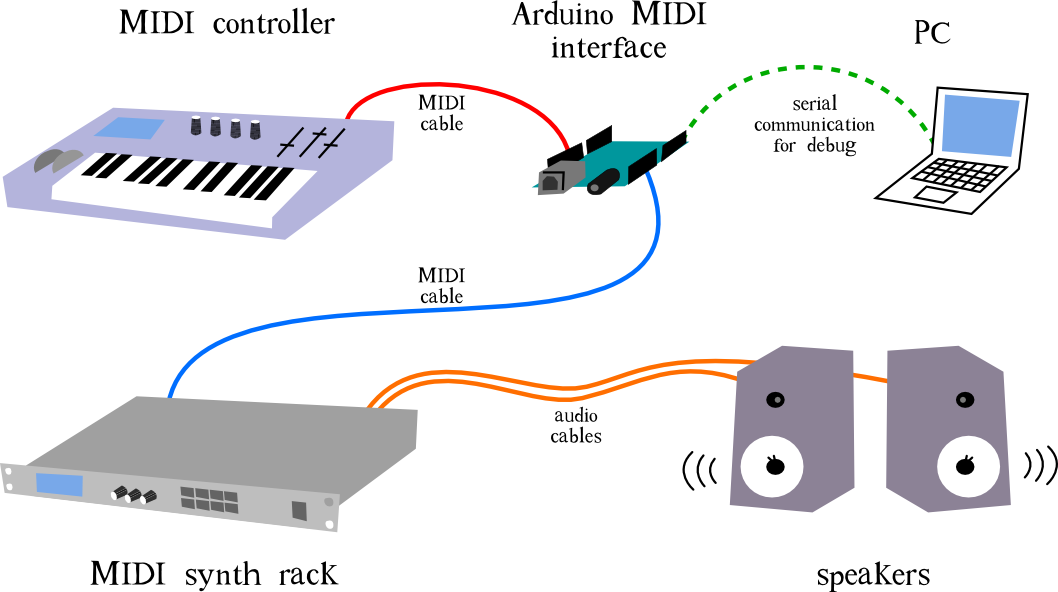 MIDI controller
Arduino MIDI
interface
PC
MIDI
cable
serial
communication
for debug
MIDI
cable
audio
cables
MIDI synth rack
speakers